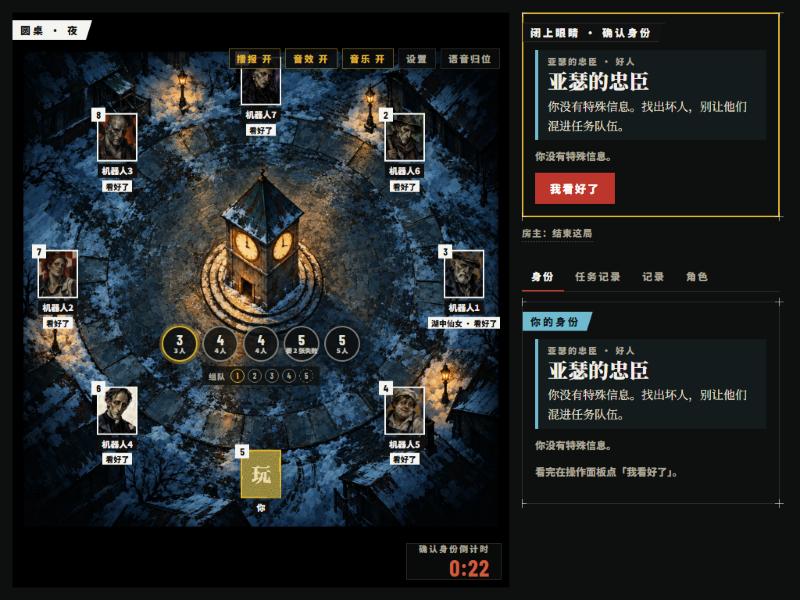 圆桌 · 夜
播报 开
音效 开
音乐 开
设置
语音归位
机器人7
看好了
8
机器人3
看好了
2
机器人6
看好了
7
机器人2
看好了
3
机器人1
湖中仙女 · 看好了
3
3人
4
4人
4
4人
5
5
5人
组队
1
2
3
4
5
6
机器人4
看好了
4
机器人5
看好了
5
玩
你
确认身份倒计时
0:22
闭上眼睛 · 确认身份
亚瑟的忠臣 · 好人
亚瑟的忠臣
你没有特殊信息。找出坏人，别让他们
混进任务队伍。
你没有特殊信息。
我看好了
房主：结束这局
身份
任务记录
记录
角色
你的身份
亚瑟的忠臣 · 好人
亚瑟的忠臣
你没有特殊信息。找出坏人，别让他们
混进任务队伍。
你没有特殊信息。
看完在操作面板点「我看好了」。